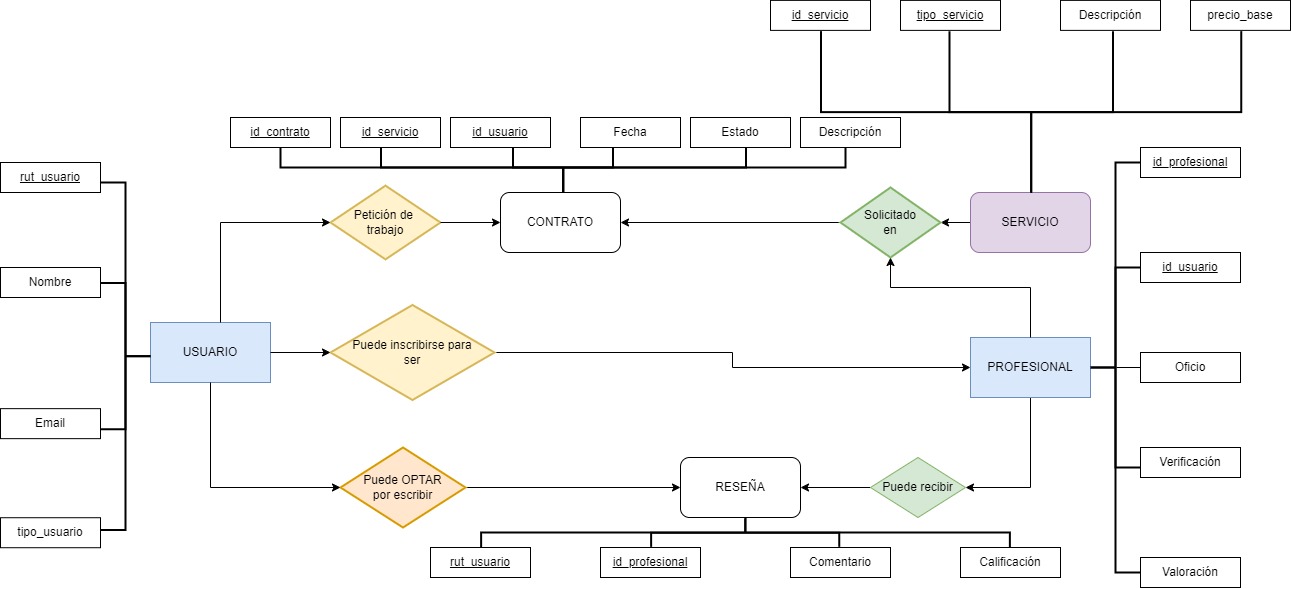 id_servicio
tipo_servicio
Descripción
precio_base
id_contrato
id_servicio
id_usuario
Fecha
Estado
Descripción
rut_usuario
id_profesional
Petición de
trabajo
CONTRATO
Solicitado
en
SERVICIO
Nombre
id_usuario
USUARIO
Puede inscribirse para
ser
PROFESIONAL
Oficio
Email
Verificación
Puede OPTAR
por escribir
RESEÑA
Puede recibir
tipo_usuario
rut_usuario
id_profesional
Comentario
Calificación
Valoración